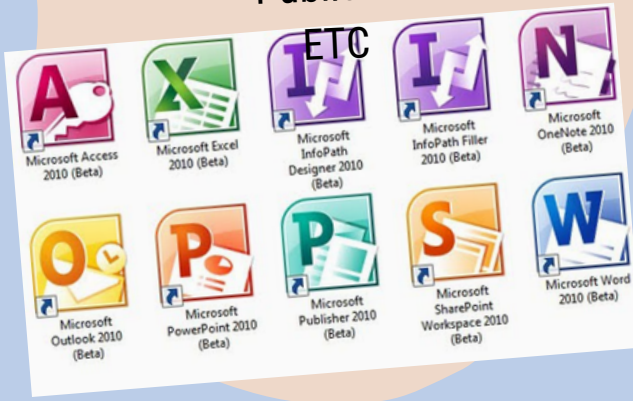 ETC
Microsoft Access
2010 (Beta)
Microsoft Excel
2010 (Beta)
Microsoft
InfoPath
Designer 2010
(Beta)
Microsoft
InfoPath Filler
2010 (Beta)
Microsoft
OneNote 2010
(Beta)
Microsoft
Outlook 2010
(Beta)
Microsoft
PowerPoint 2010
(Beta)
Microsoft
Publisher 2010
(Beta)
Microsoft
SharePoint
Workspace 2010
(Beta)
Microsoft Word
2010 (Beta)